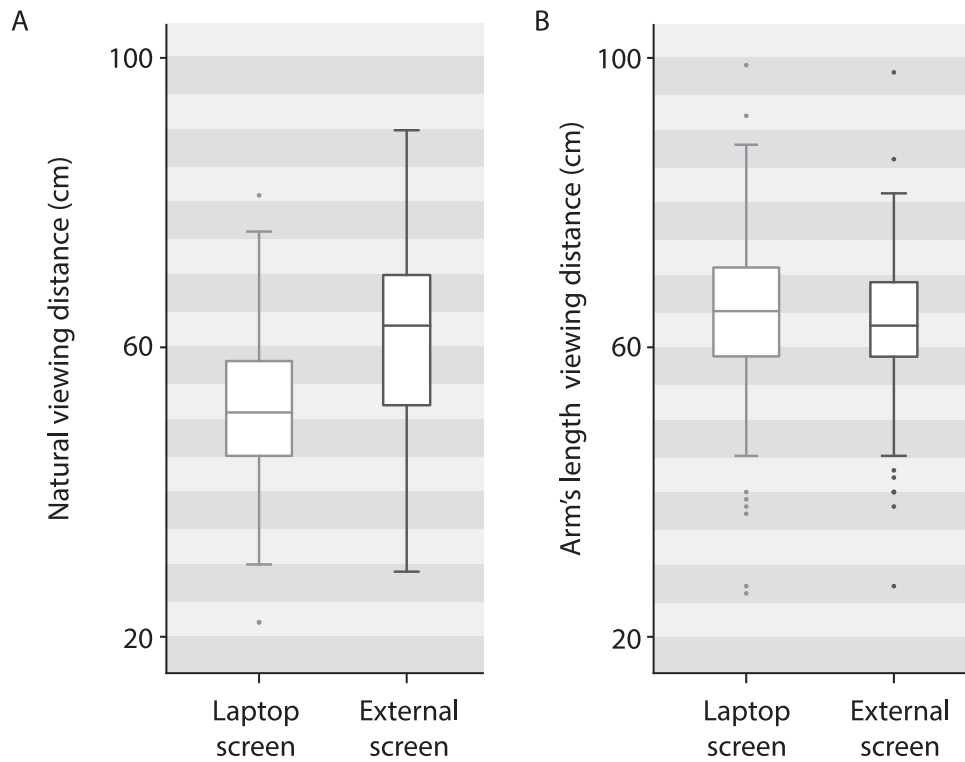 A
Natural viewing distance (cm)
100
60
20
Laptop
screen
External
screen
B
Arm's length viewing distance (cm)
100
60
20
Laptop
screen
External
screen